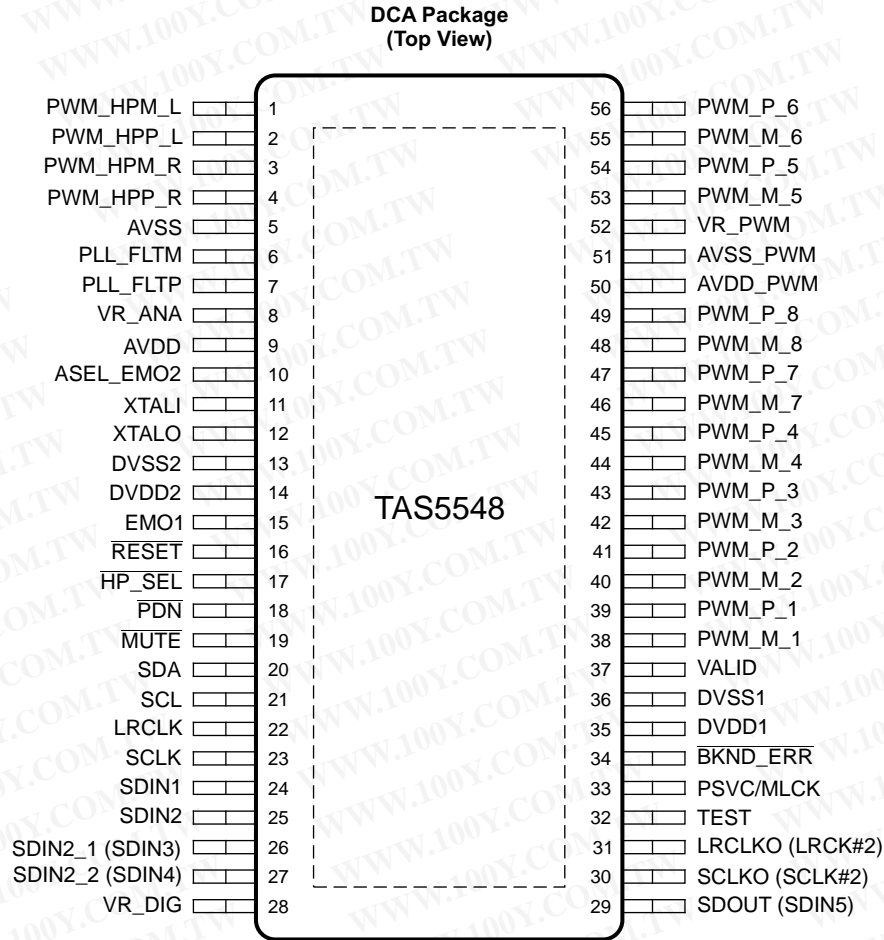 DCA Package
(Top View)
PWM_HPM_L 1 56 PWM_P_6
PWM_HPP_L 2 55 PWM_M_6
PWM_HPM_R 3 54 PWM_P_5
PWM_HPP_R 4 53 PWM_M_5
AVSS 5 52 VR_PWM
PLL_FLTM 6 51 AVSS_PWM
PLL_FLTP 7 50 AVDD_PWM
VR_ANA 8 49 PWM_P_8
AVDD 9 48 PWM_M_8
ASEL_EMO2 10 47 PWM_P_7
XTALI 11 46 PWM_M_7
XTALO 12 45 PWM_P_4
DVSS2 13 44 PWM_M_4
DVDD2 14 43 PWM_P_3
TAS5548
EMO1 15 42 PWM_M_3
RESET 16 41 PWM_P_2
HP_SEL 17 40 PWM_M_2
PDN 18 39 PWM_P_1
MUTE 19 38 PWM_M_1
SDA 20 37 VALID
SCL 21 36 DVSS1
LRCLK 22 35 DVDD1
SCLK 23 34 BKND_ERR
SDIN1 24 33 PSVC/MLCK
SDIN2 25 32 TEST
SDIN2_1 (SDIN3) 26 31 LRCLKO (LRCK#2)
SDIN2_2 (SDIN4) 27 30 SCLKO (SCLK#2)
VR_DIG 28 29 SDOUT (SDIN5)
WWW.100Y.COM.TW